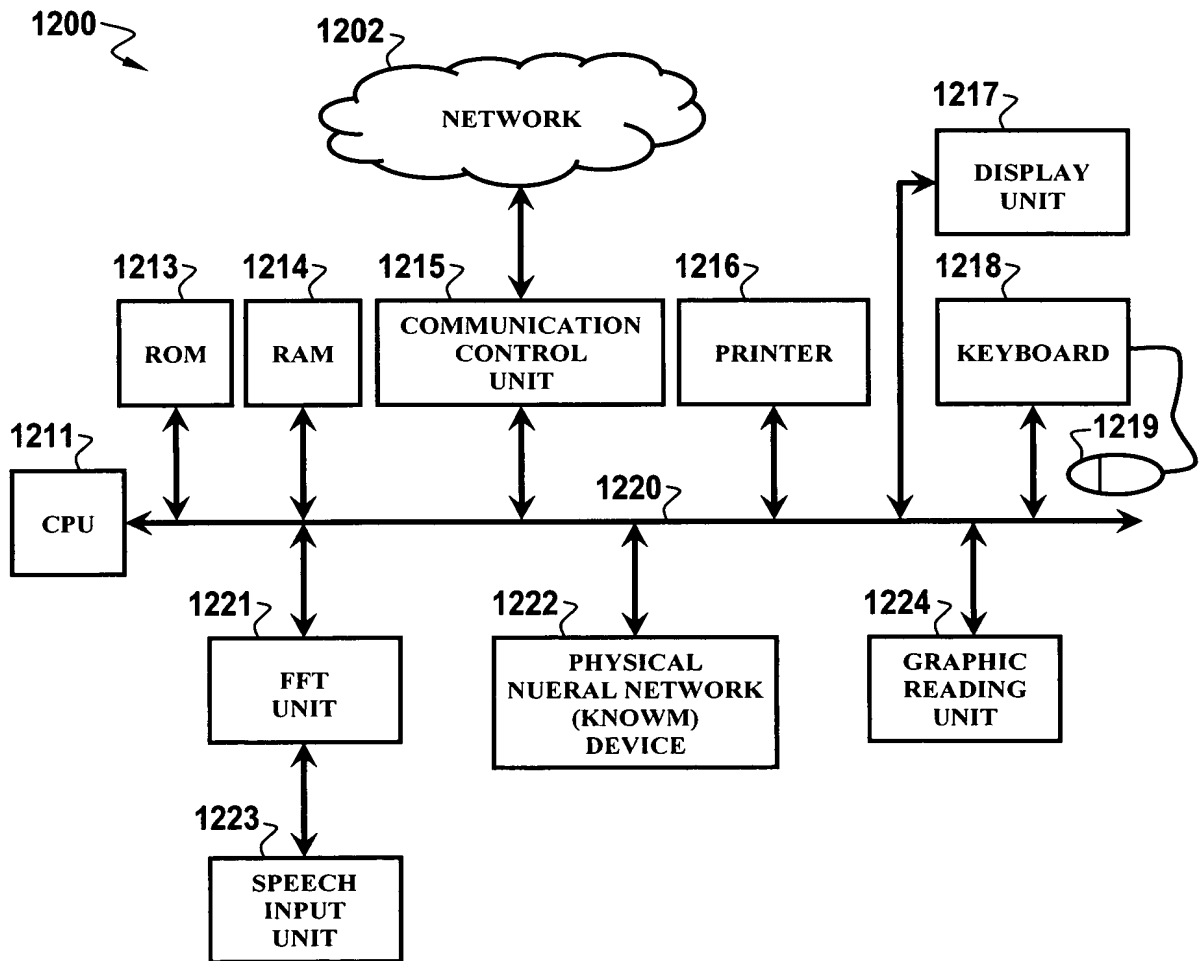 1200
1202
NETWORK
1217
DISPLAY
UNIT
1213
ROM
1214
RAM
1215
COMMUNICATION
CONTROL
UNIT
1216
PRINTER
1218
KEYBOARD
1219
1211
CPU
1220
1221
FFT
UNIT
1222
PHYSICAL
NUERAL NETWORK
(KNOWM)
DEVICE
1224
GRAPHIC
READING
UNIT
1223
SPEECH
INPUT
UNIT